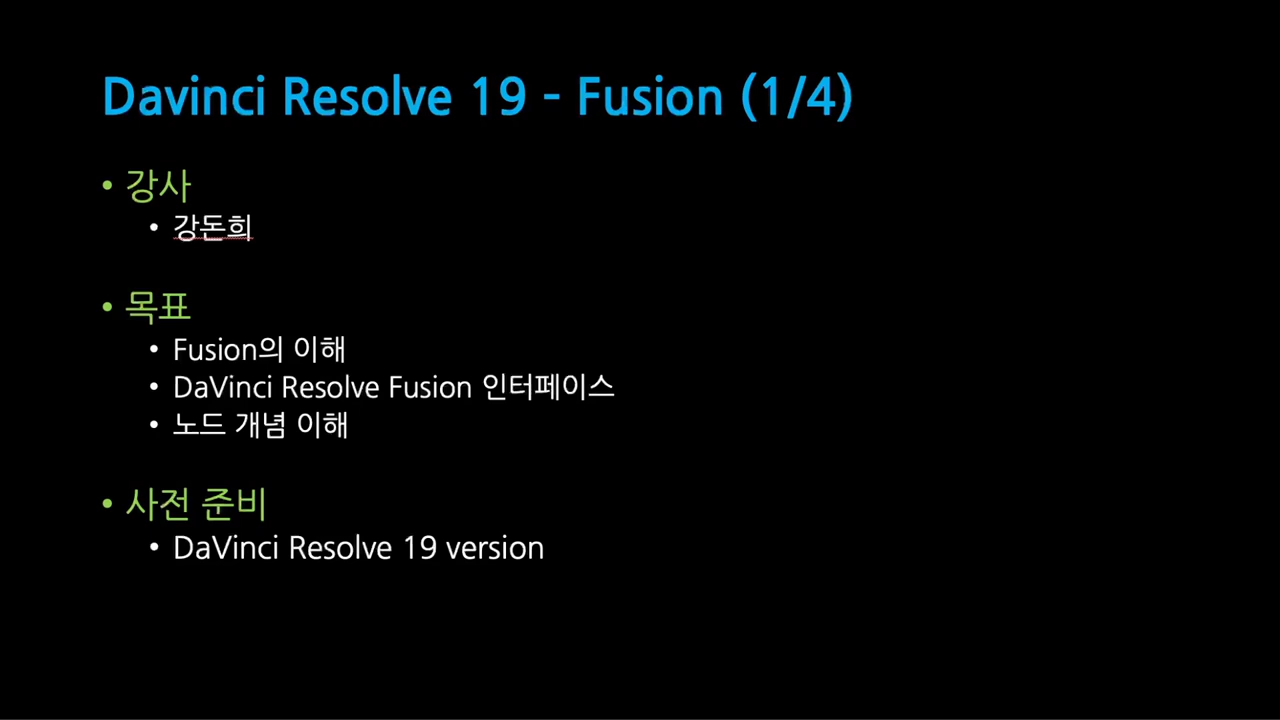 Davinci Resolve 19 - Fusion (1/4)
• 강사
• 강돈희
• 목표
• Fusion의 이해
• DaVinci Resolve Fusion 인터페이스
• 노드 개념 이해
• 사전 준비
• DaVinci Resolve 19 version